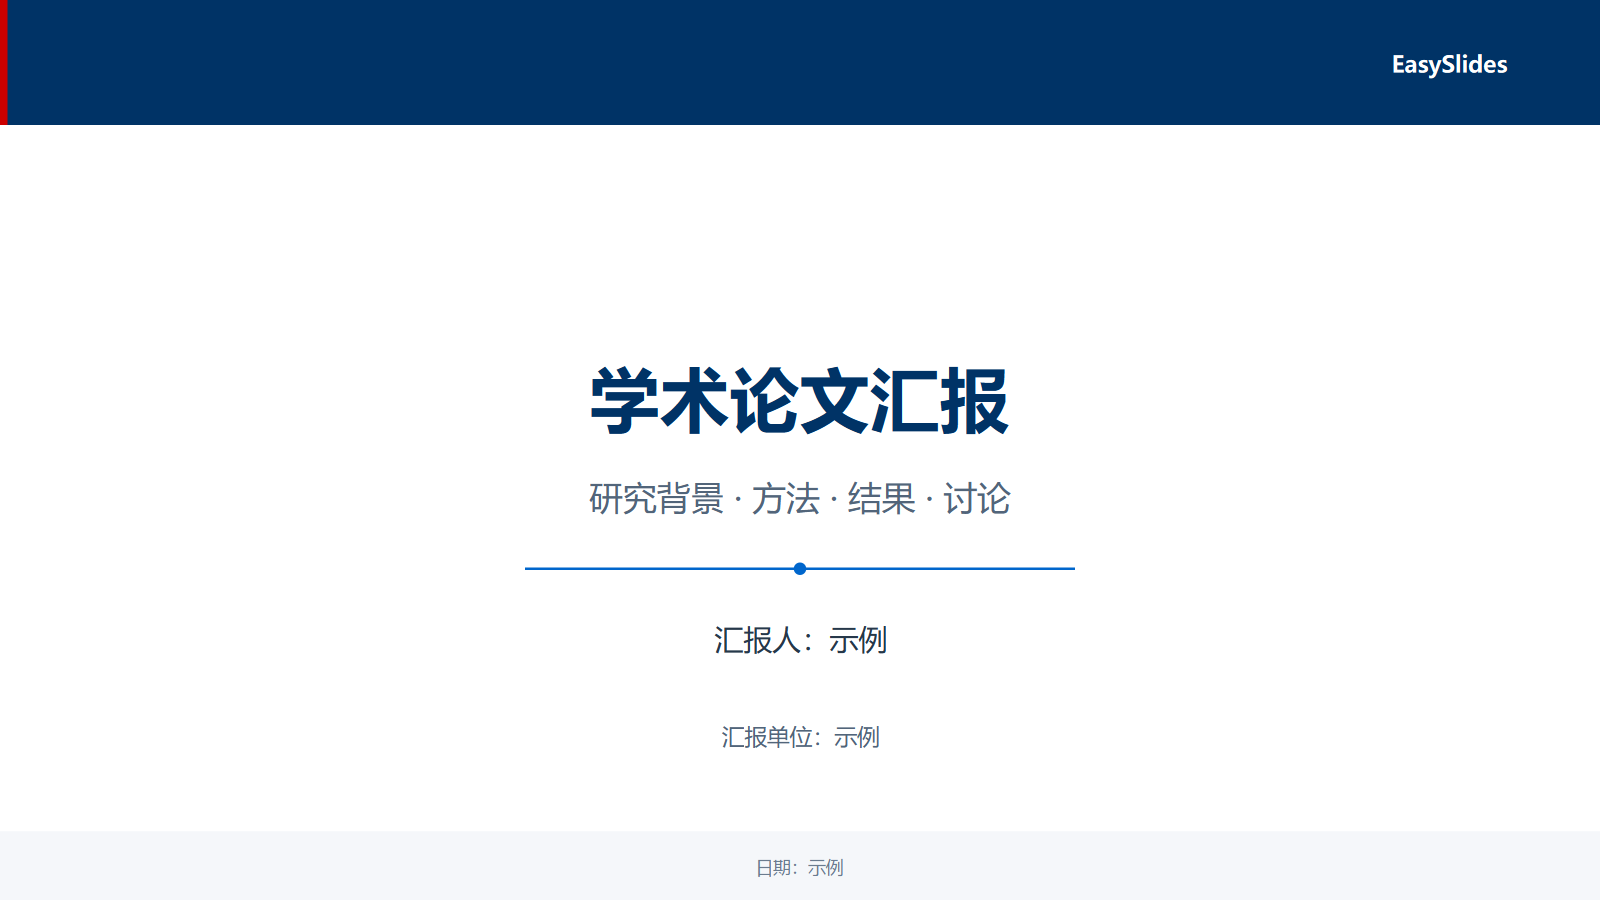 EasySlides
学术论文汇报
研究背景 · 方法 · 结果 · 讨论
汇报人：示例
汇报单位：示例
日期：示例